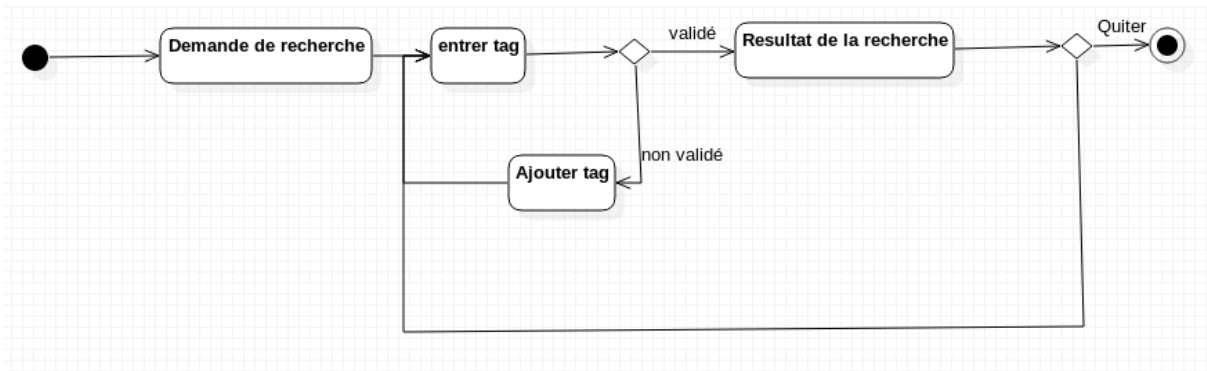 Demande de recherche
entrer tag
validé
Resultat de la recherche
Quiter
non validé
Ajouter tag